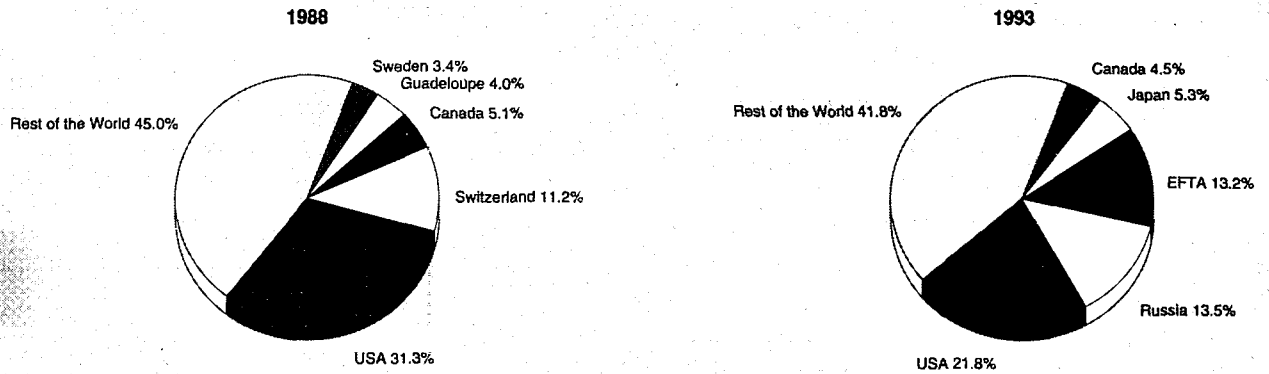 1988
Sweden 3.4%
Guadeloupe 4.0%
Canada 5.1%
Rest of the World 45.0%
Switzerland 11.2%
USA 31.3%
1993
Canada 4.5%
Japan 5.3%
Rest of the World 41.8%
EFTA 13.2%
Russia 13.5%
USA 21.8%